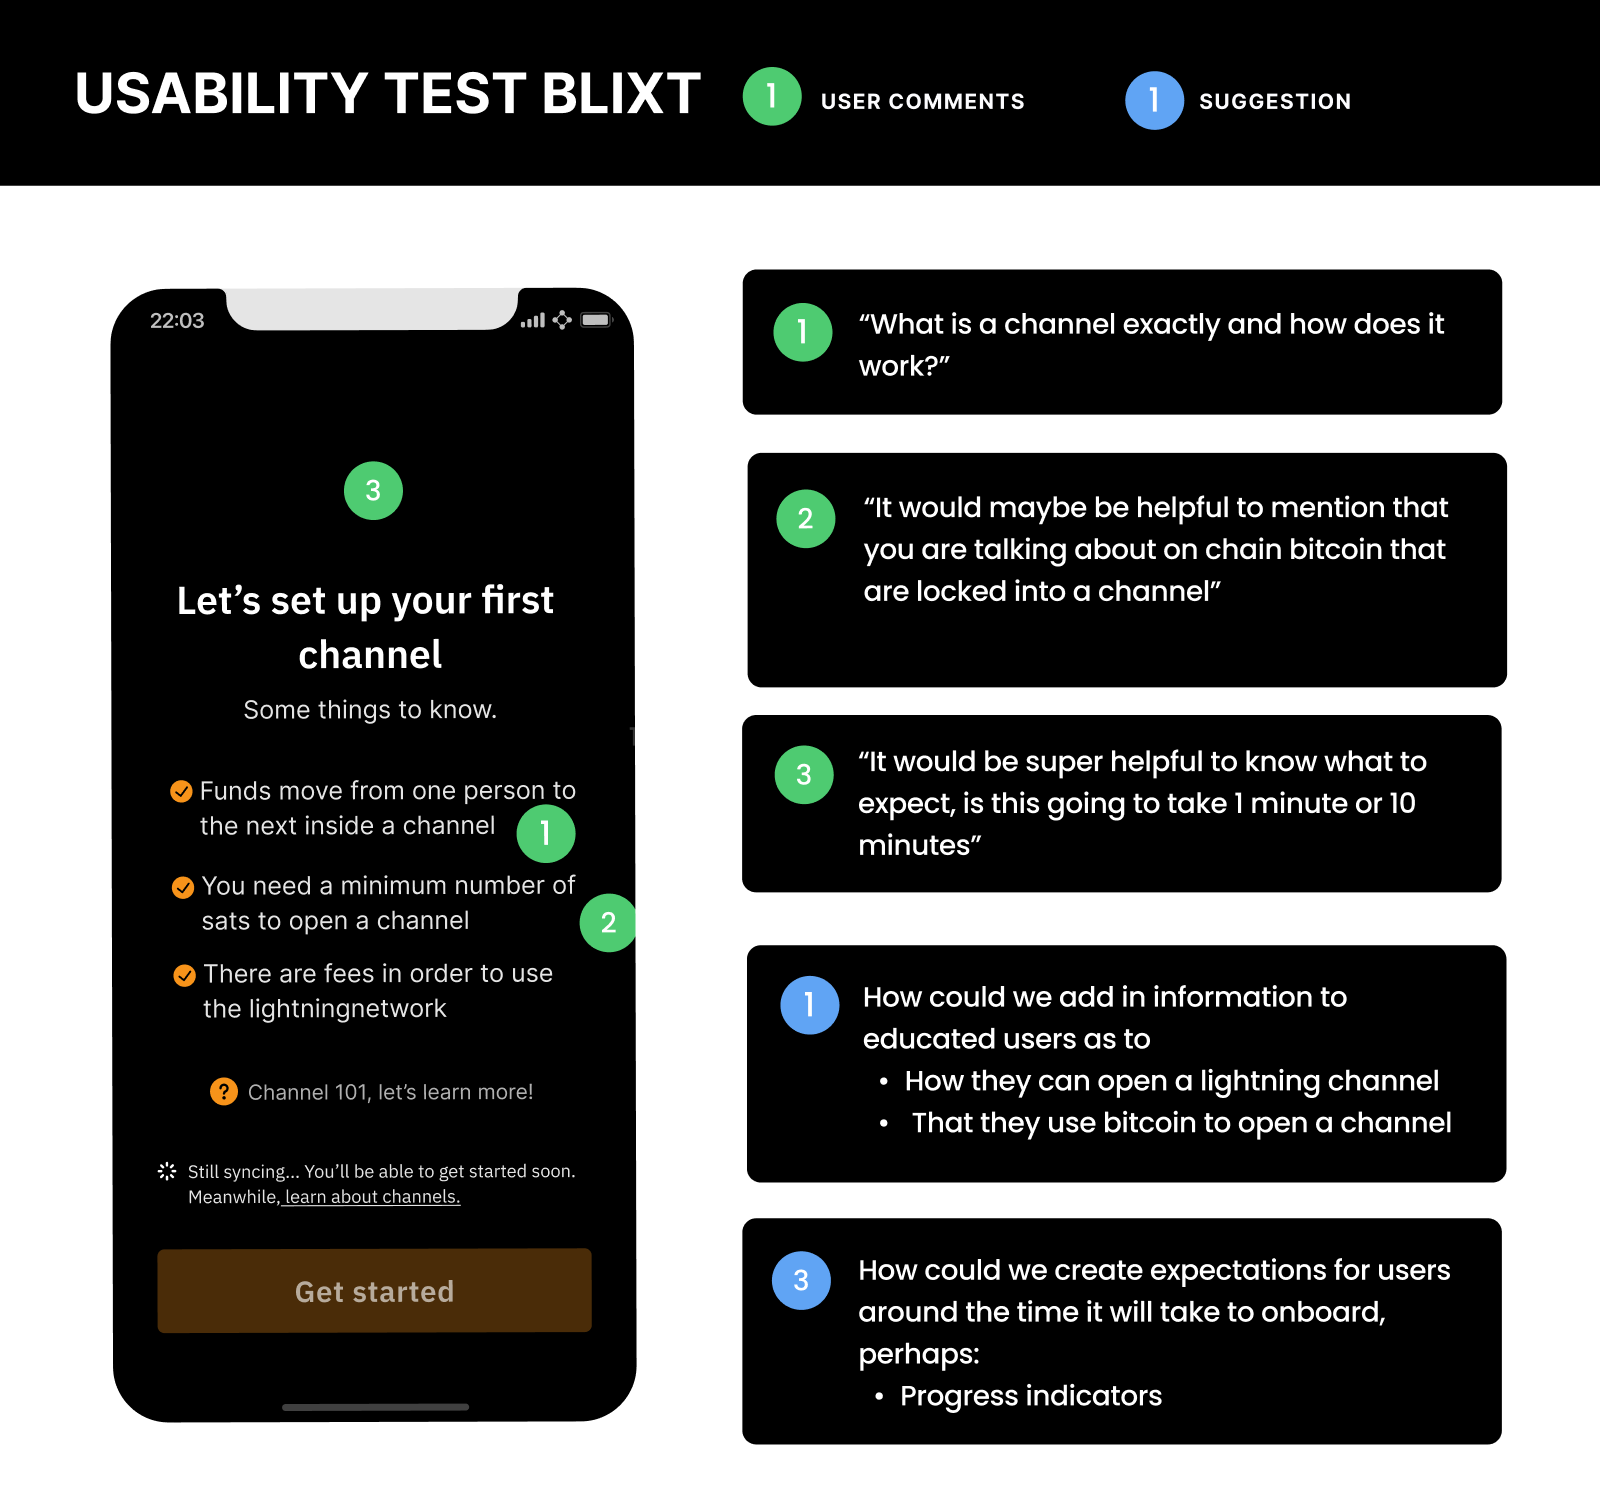 USABILITY TEST BLIXT
1 USER COMMENTS
1 SUGGESTION
22:03
3
Let’s set up your first
channel
Some things to know.
Funds move from one person to
the next inside a channel
1
You need a minimum number of
sats to open a channel
2
There are fees in order to use
the lightningnetwork
? Channel 101, let’s learn more!
Still syncing... You’ll be able to get started soon.
Meanwhile, learn about channels.
Get started
1
“What is a channel exactly and how does it
work?”
2
“It would maybe be helpful to mention that
you are talking about on chain bitcoin that
are locked into a channel”
3
“It would be super helpful to know what to
expect, is this going to take 1 minute or 10
minutes”
1
How could we add in information to
educated users as to
• How they can open a lightning channel
• That they use bitcoin to open a channel
3
How could we create expectations for users
around the time it will take to onboard,
perhaps:
• Progress indicators